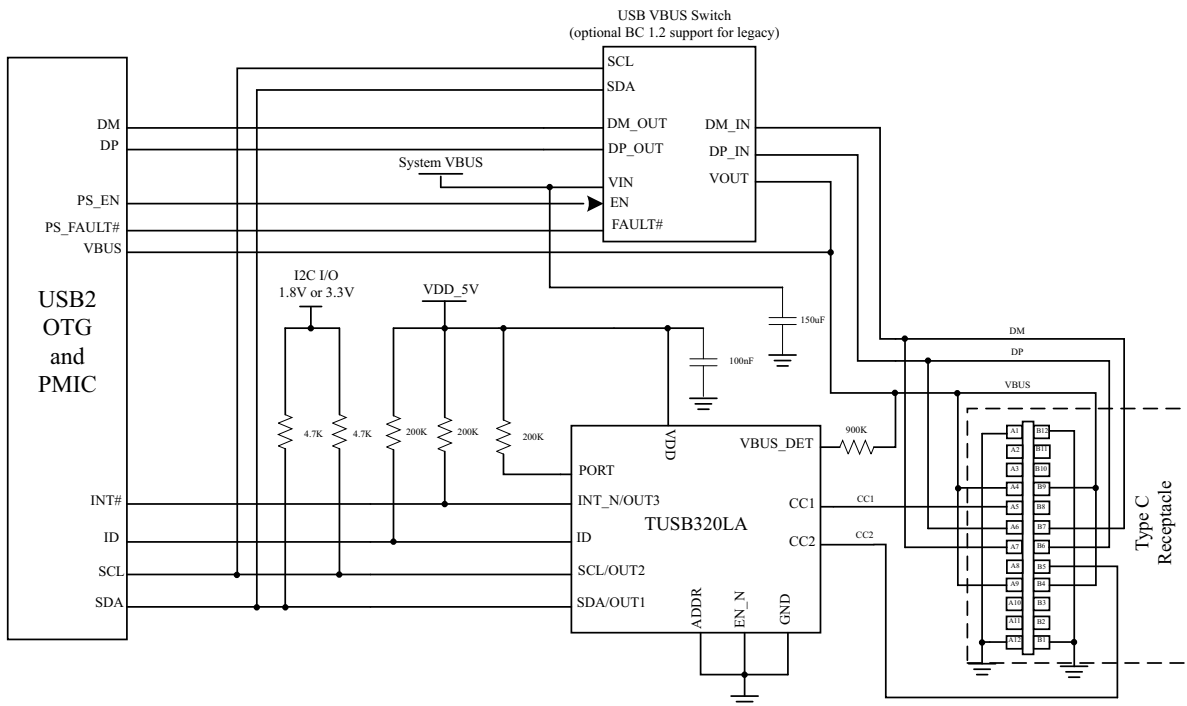 USB VBUS Switch
(optional BC 1.2 support for legacy)
SCL
SDA
DM
DP
DM_OUT
DP_OUT
DM_IN
DP_IN
VOUT
System VBUS
VIN
EN
FAULT#
PS_EN
PS_FAULT#
VBUS
USB2
OTG
and
PMIC
I2C I/O
1.8V or 3.3V
VDD_5V
150uF
100nF
DM
DP
VBUS
4.7K
4.7K
200K
200K
200K
900K
VDD
VBUS_DET
PORT
INT#
INT_N/OUT3
CC1
CC1
TUSB320LA
ID
ID
CC2
CC2
SCL
SCL/OUT2
SDA
SDA/OUT1
ADDR
EN_N
GND
A1
B12
A2
B11
A3
B10
A4
B9
A5
B8
A6
B7
A7
B6
A8
B5
A9
B4
A10
B3
A11
B2
A12
B1
Type C
Receptacle